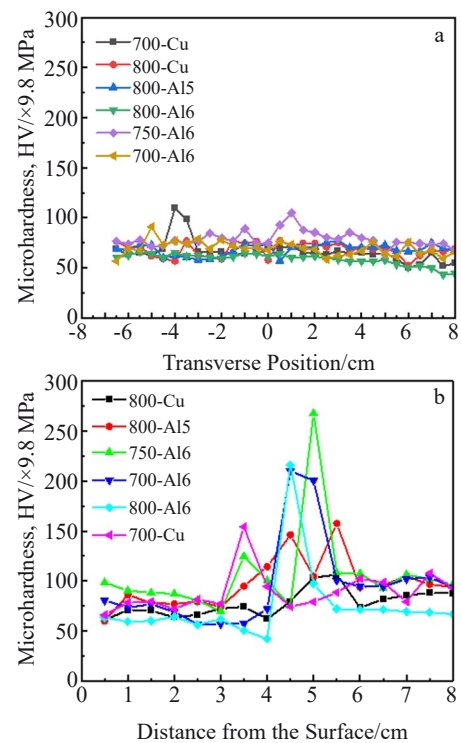 300
a
250
200
150
100
50
0
Microhardness, HV/×9.8 MPa
700-Cu
800-Cu
800-Al5
800-Al6
750-Al6
700-Al6
-8 -6 -4 -2 0 2 4 6 8
Transverse Position/cm
300
b
250
200
150
100
50
0
Microhardness, HV/×9.8 MPa
800-Cu
800-Al5
750-Al6
700-Al6
800-Al6
700-Cu
0 1 2 3 4 5 6 7 8
Distance from the Surface/cm